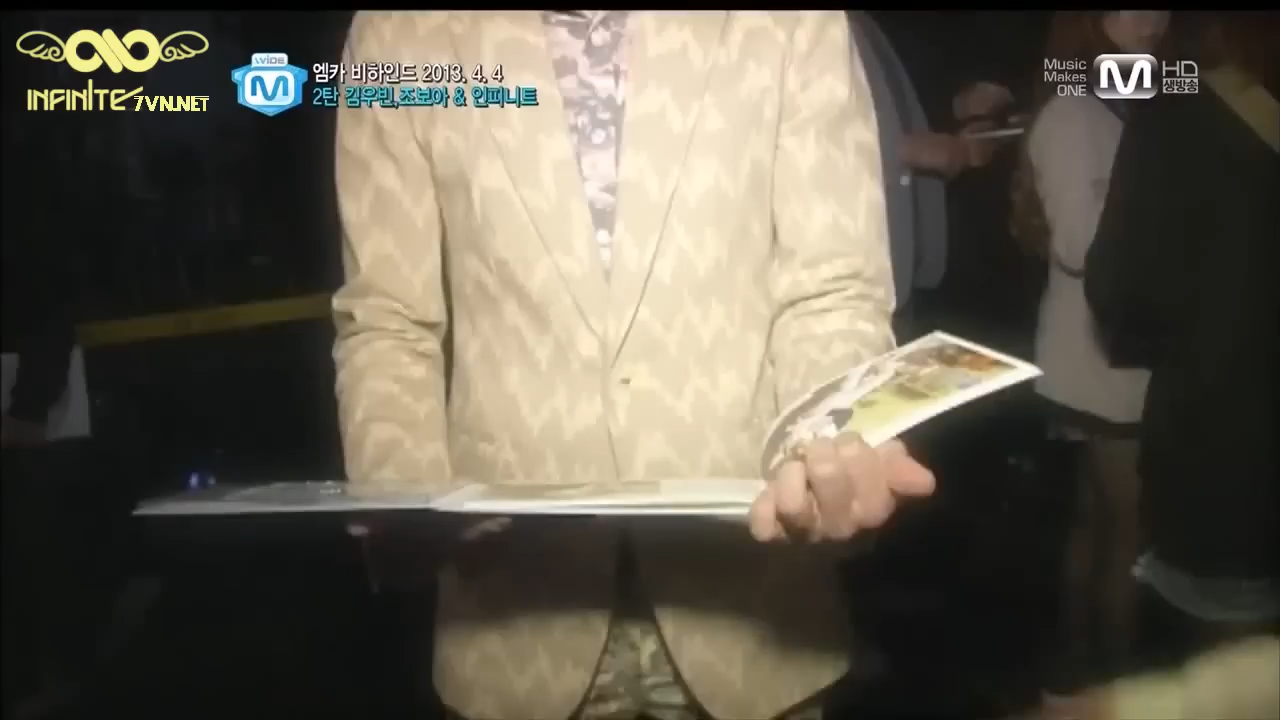 INFINITE
7VN.NET
WIDE
M
엠카 비하인드 2013. 4. 4
2탄 김우빈,조보아 & 인피니트
Music
Makes
ONE
M
HD
생방송